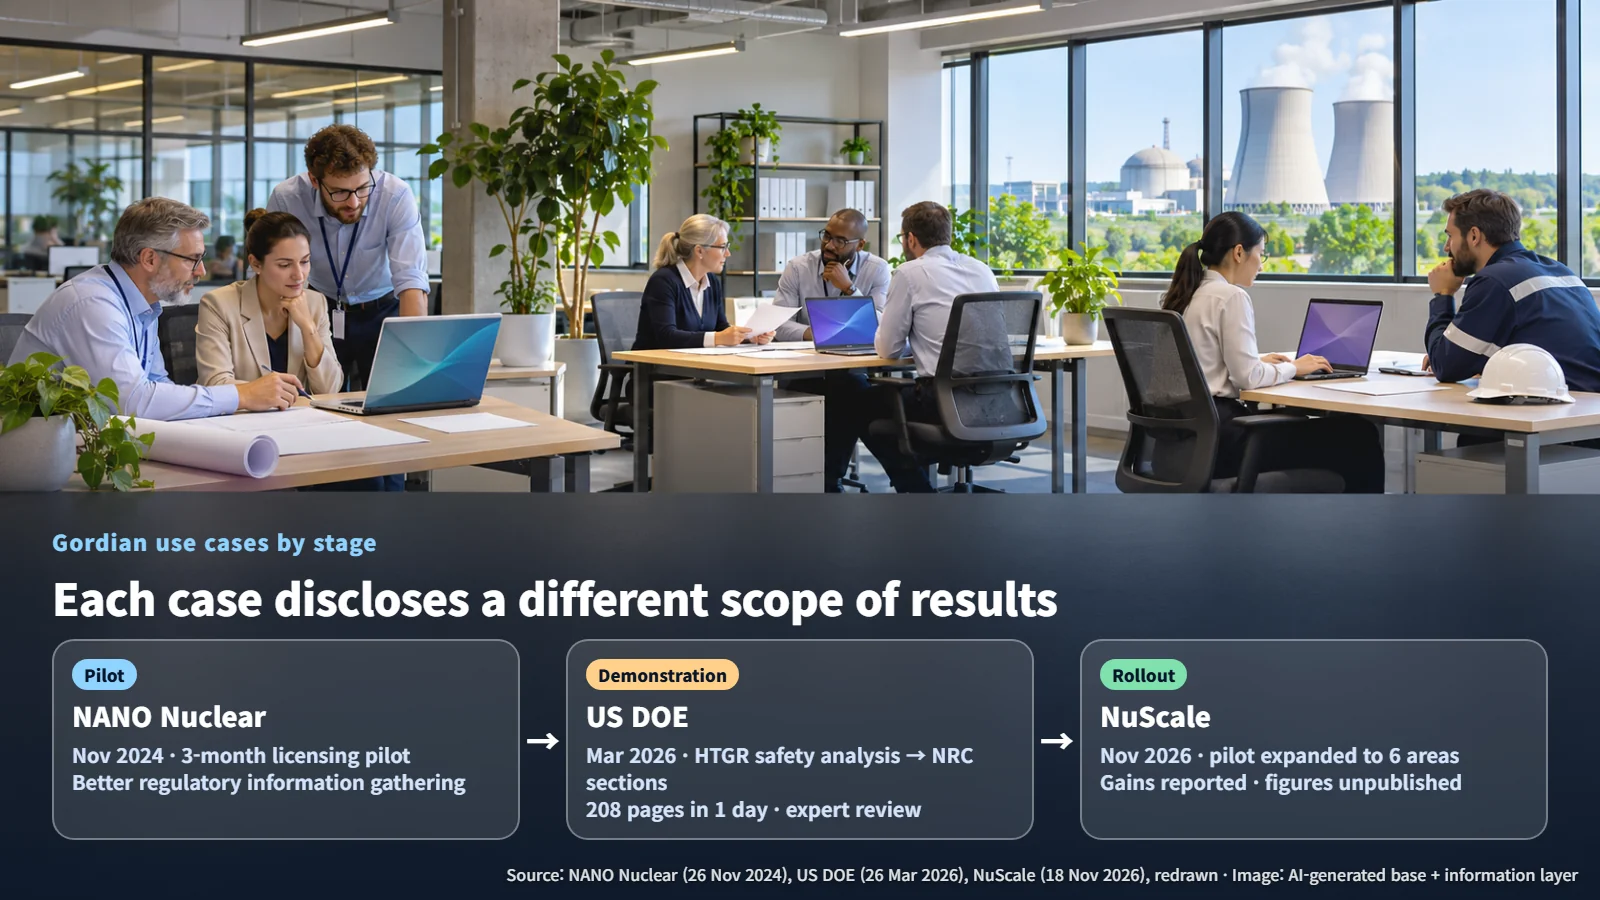 Gordian use cases by stage
Each case discloses a different scope of results
Pilot
NANO Nuclear
Nov 2024 · 3-month licensing pilot
Better regulatory information gathering
→
Demonstration
US DOE
Mar 2026 · HTGR safety analysis → NRC
sections
208 pages in 1 day · expert review
→
Rollout
NuScale
Nov 2026 · pilot expanded to 6 areas
Gains reported · figures unpublished
Source: NANO Nuclear (26 Nov 2024), US DOE (26 Mar 2026), NuScale (18 Nov 2026), redrawn · Image: AI-generated base + information layer